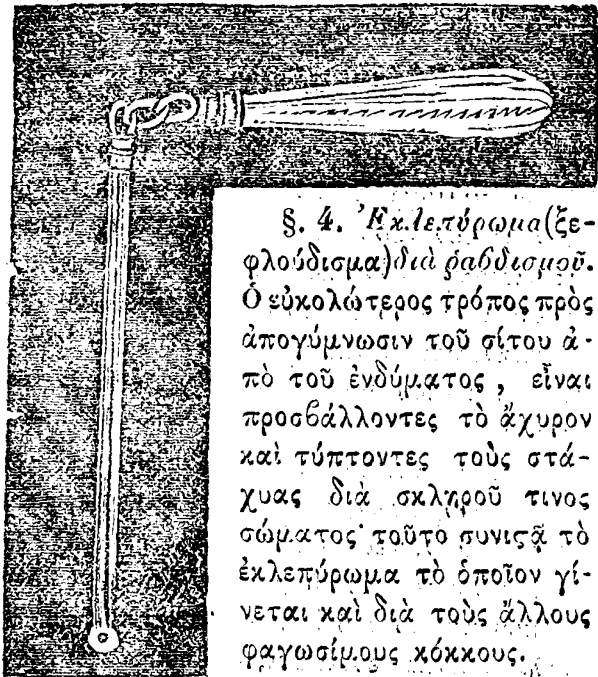 §. 4. Ἐκλεπύρωμα(ξε-
φλούδισμα)διὰ ῥαβδισμοῦ.
Ὁ εὐκολώτερος τρόπος πρὸς
ἀπογύμνωσιν τοῦ σίτου ἀ-
πὸ τοῦ ἐνδύματος, εἶναι
προσβάλλοντες τὸ ἄχυρον
καὶ τύπτοντες τοὺς στά-
χυας διὰ σκληροῦ τινος
σώματος· τοῦτο συνιστᾷ τὸ
ἐκλεπύρωμα τὸ ὁποῖον γί-
νεται καὶ διὰ τοὺς ἄλλους
φαγωσίμους κόκκους.